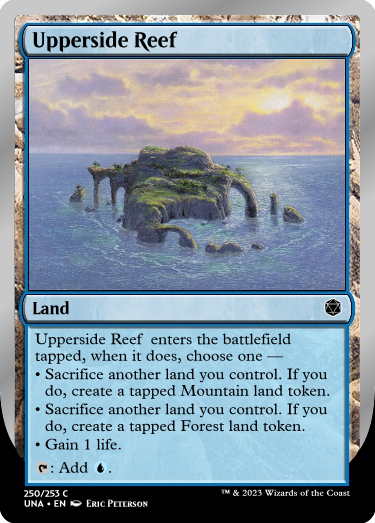 Upperside Reef
Land
Upperside Reef enters the battlefield
tapped, when it does, choose one —
• Sacrifice another land you control. If you
do, create a tapped Mountain land token.
• Sacrifice another land you control. If you
do, create a tapped Forest land token.
• Gain 1 life.
: Add .
250/253 C
UNA • EN Eric Peterson
™ & 2023 Wizards of the Coast